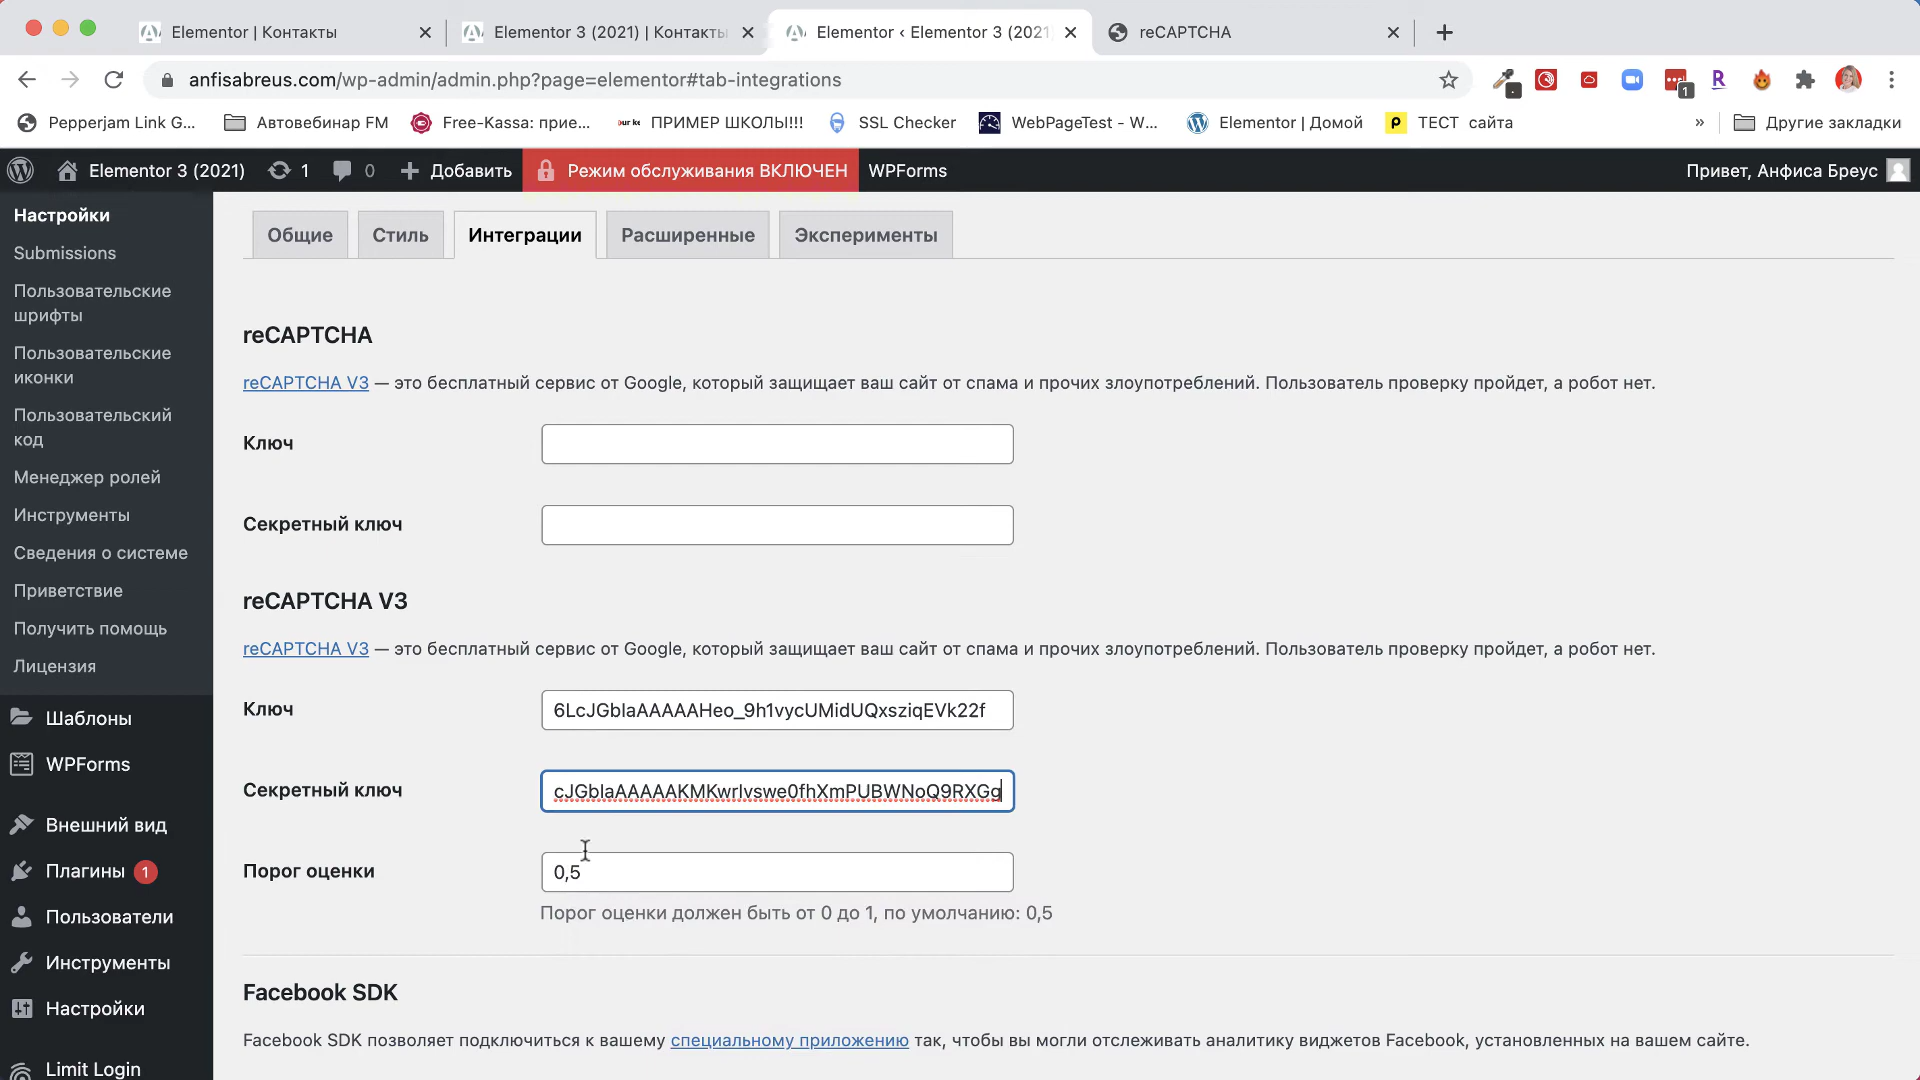 Elementor | Контакты
Elementor 3 (2021) | Контакты
Elementor ‹ Elementor 3 (2021)
reCAPTCHA
anfisabreus.com/wp-admin/admin.php?page=elementor#tab-integrations
1
Pepperjam Link G...
Автовебинар FM
Free-Kassa: прие...
ПРИМЕР ШКОЛЫ!!!
SSL Checker
WebPageTest - W...
Elementor | Домой
ТЕСТ сайта
»
Другие закладки
Elementor 3 (2021)
1
0
Добавить
Режим обслуживания ВКЛЮЧЕН
WPForms
Привет, Анфиса Бреус
Настройки
Submissions
Пользовательские
шрифты
Пользовательские
иконки
Пользовательский
код
Менеджер ролей
Инструменты
Сведения о системе
Приветствие
Получить помощь
Лицензия
Шаблоны
WPForms
Внешний вид
Плагины 1
Пользователи
Инструменты
Настройки
Limit Login
Общие
Стиль
Интеграции
Расширенные
Эксперименты
reCAPTCHA
reCAPTCHA V3 — это бесплатный сервис от Google, который защищает ваш сайт от спама и прочих злоупотреблений. Пользователь проверку пройдет, а робот нет.
Ключ
Секретный ключ
reCAPTCHA V3
reCAPTCHA V3 — это бесплатный сервис от Google, который защищает ваш сайт от спама и прочих злоупотреблений. Пользователь проверку пройдет, а робот нет.
Ключ
6LcJGbIaAAAAAHeo_9h1vycUMidUQxsziqEVk22f
Секретный ключ
cJGbIaAAAAAKMKwrIvswe0fhXmPUBWNoQ9RXGg
Порог оценки
0,5
Порог оценки должен быть от 0 до 1, по умолчанию: 0,5
Facebook SDK
Facebook SDK позволяет подключиться к вашему специальному приложению так, чтобы вы могли отслеживать аналитику виджетов Facebook, установленных на вашем сайте.